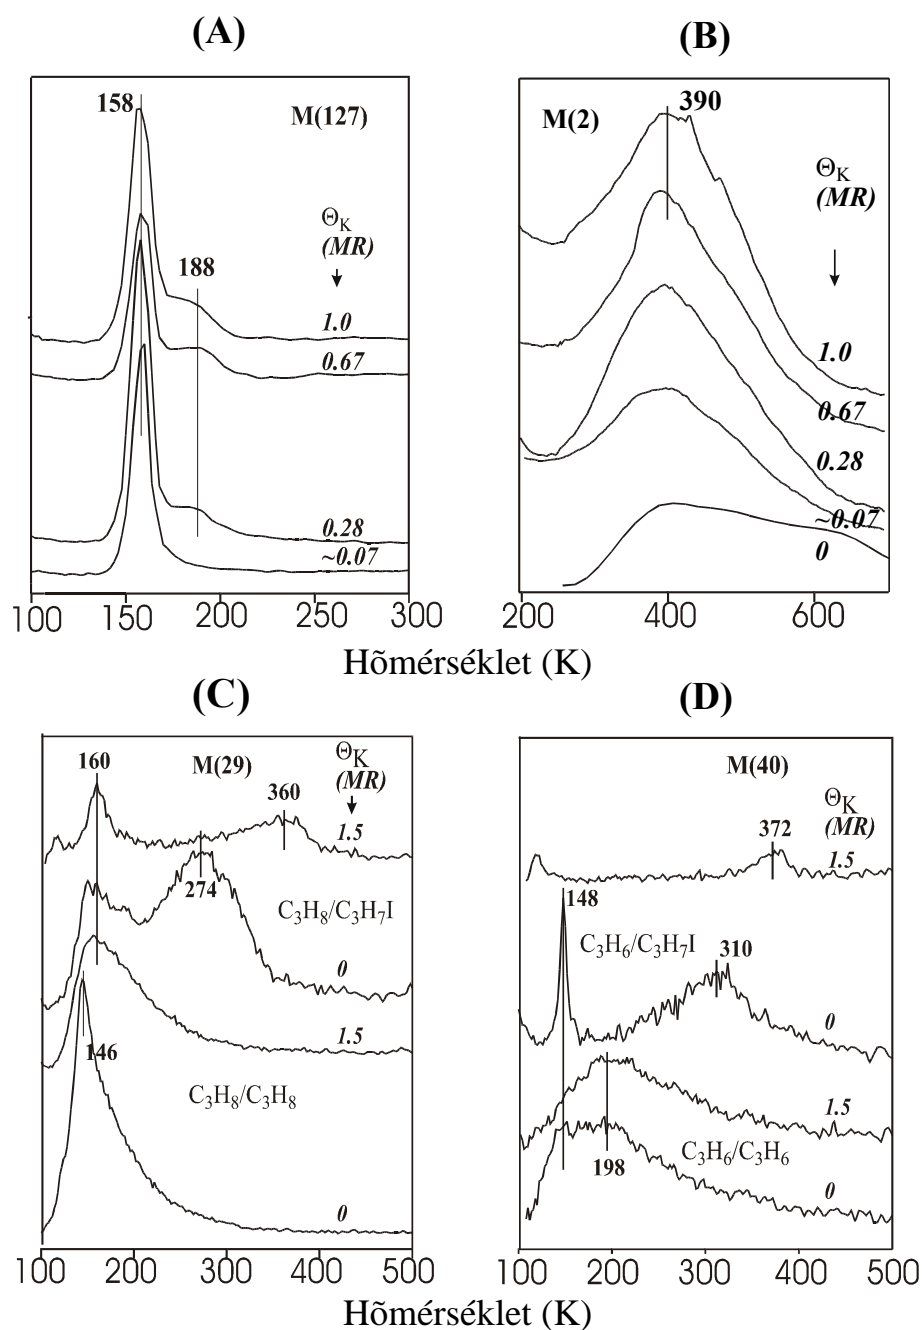 (A)
158
M(127)
ΘK
(MR)
188
1.0
0.67
0.28
~0.07
100 150 200 250 300
(B)
390
M(2)
ΘK
(MR)
1.0
0.67
0.28
~0.07
0
200 400 600
Hõmérséklet (K)
(C)
160
M(29)
ΘK
(MR)
360
1.5
274
C3H8/C3H7I
0
1.5
146
C3H8/C3H8
0
100 200 300 400 500
(D)
M(40)
ΘK
(MR)
372
1.5
148
C3H6/C3H7I
310
0
1.5
198
C3H6/C3H6
0
100 200 300 400 500
Hõmérséklet (K)